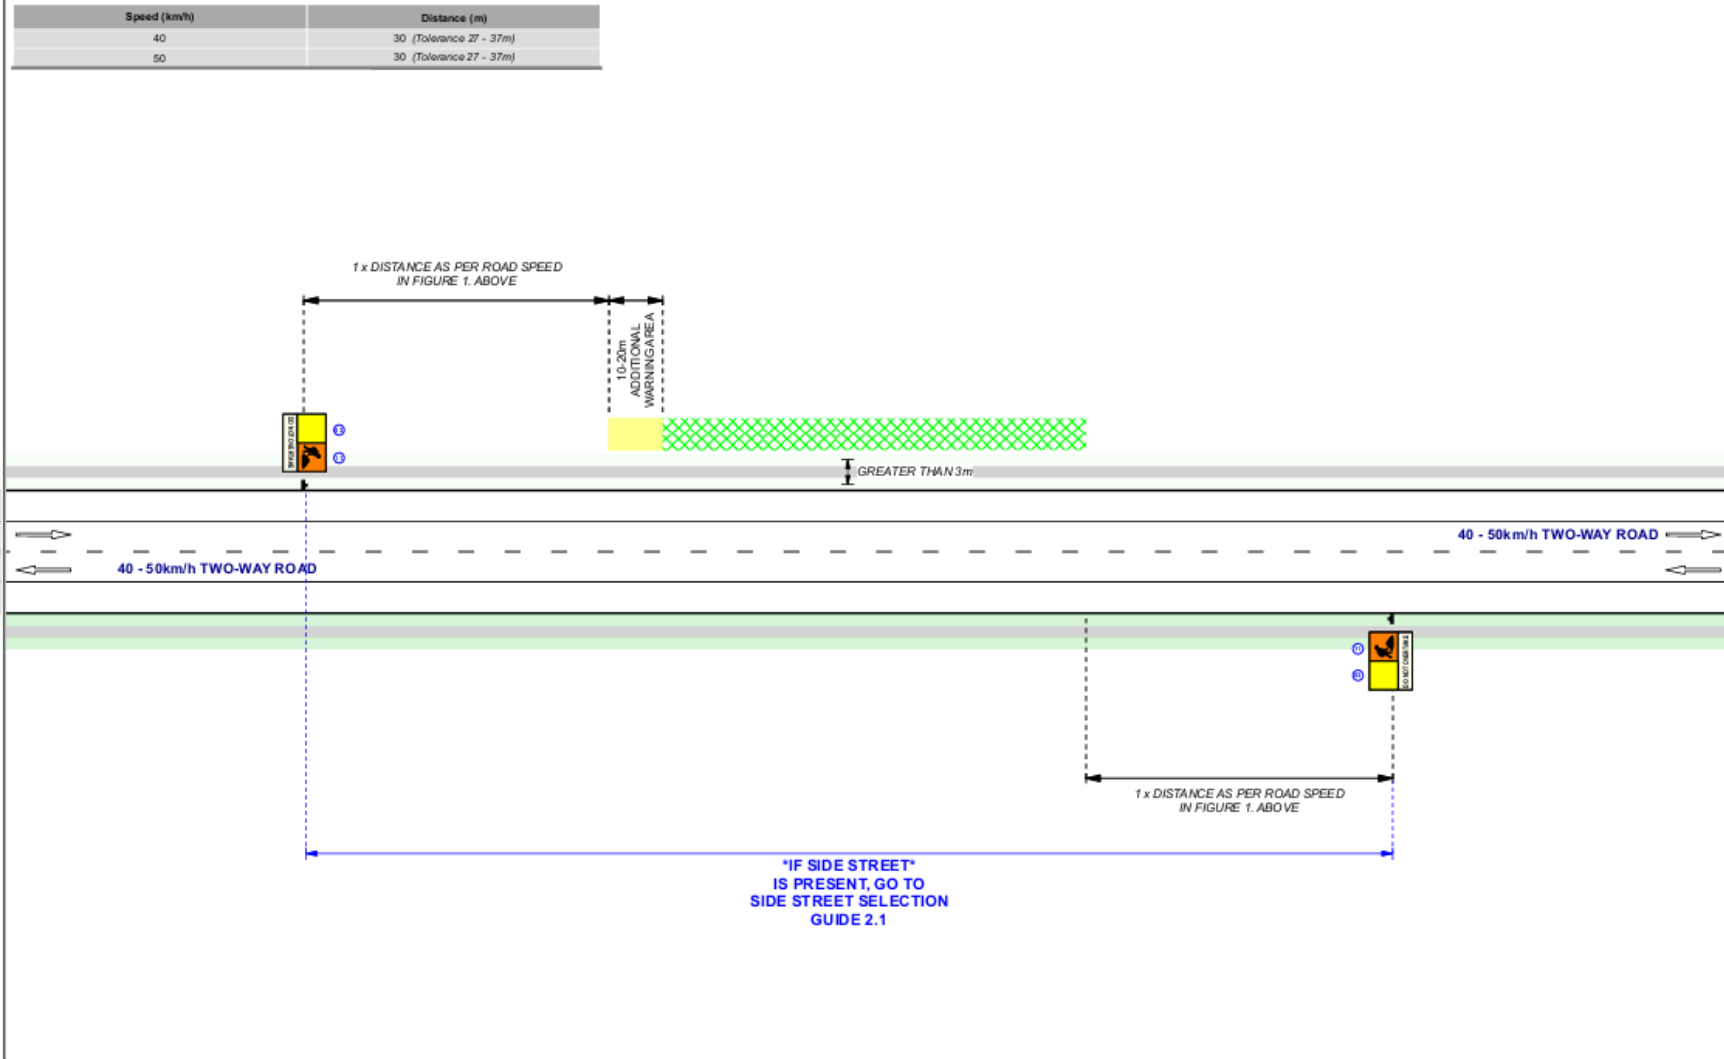 Speed (km/h) Distance (m)
40 30 (Tolerance 27 - 37m)
50 30 (Tolerance 27 - 37m)
1 x DISTANCE AS PER ROAD SPEED
IN FIGURE 1. ABOVE
10-20m
ADDITIONAL
WARNING AREA
GREATER THAN 3m
40 - 50km/h TWO-WAY ROAD
40 - 50km/h TWO-WAY ROAD
DO NOT OVERTAKE
1 x DISTANCE AS PER ROAD SPEED
IN FIGURE 1. ABOVE
*IF SIDE STREET*
IS PRESENT, GO TO
SIDE STREET SELECTION
GUIDE 2.1